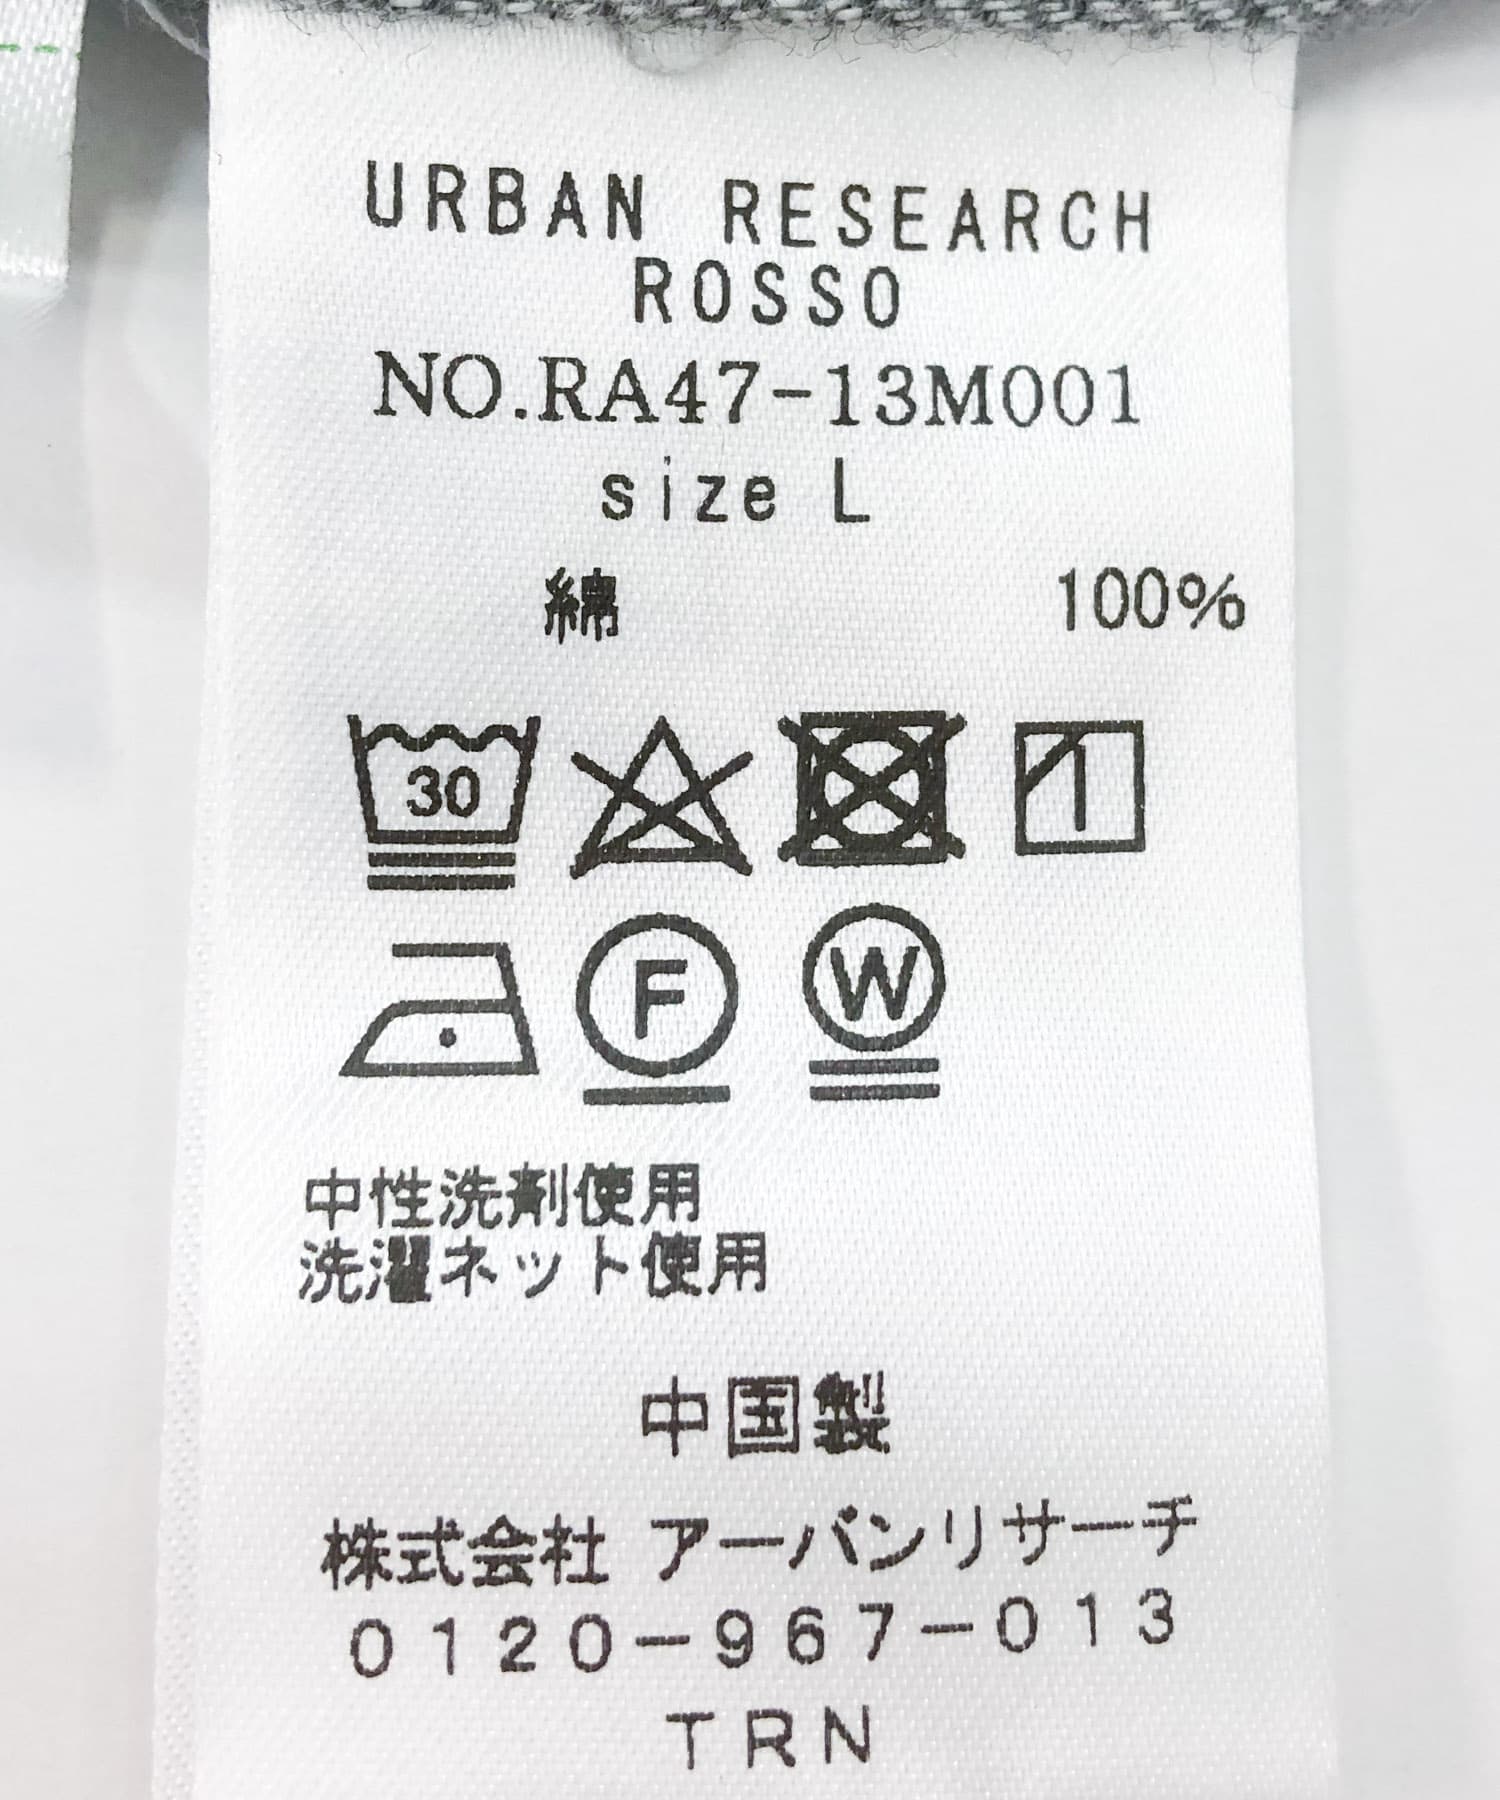 URBAN RESEARCH
ROSSO
NO.RA47-13M001
size L
綿 100%
30
F W
中性洗剤使用
洗濯ネット使用
中国製
株式会社 アーバンリサーチ
0120-967-013
TRN